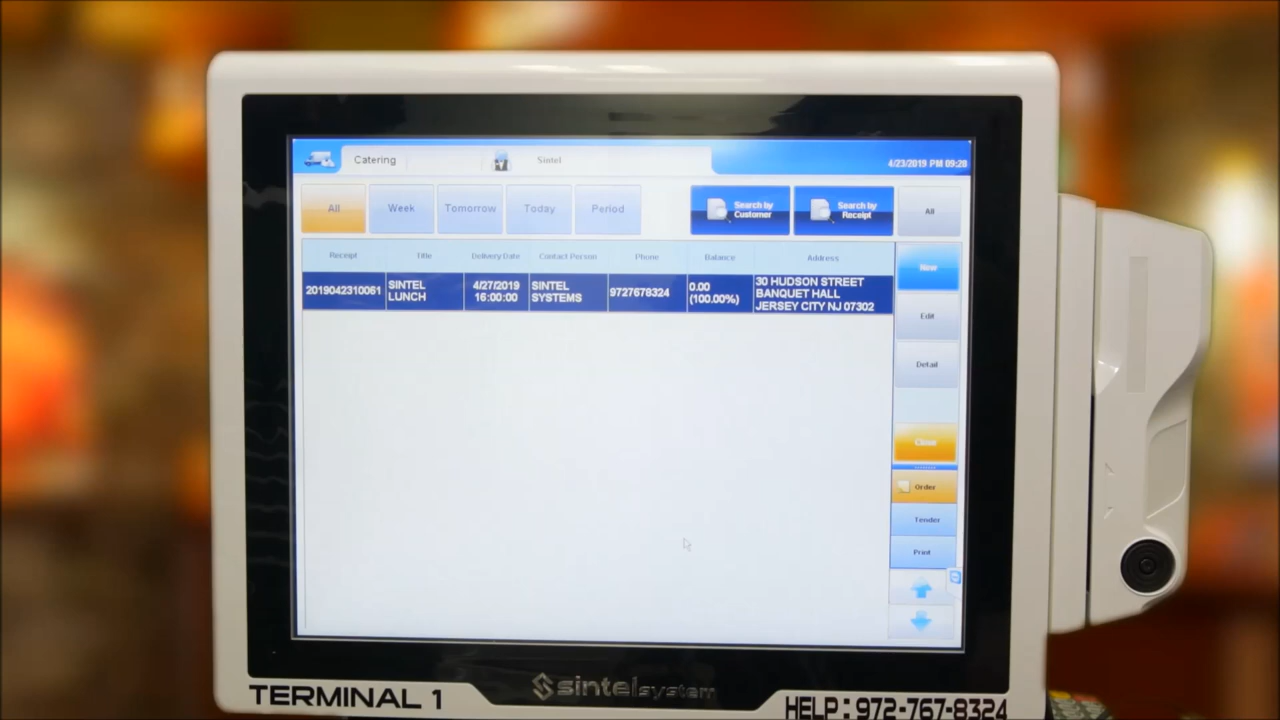 Catering
Sintel
4/23/2019 PM 09:28
All
Week
Tomorrow
Today
Period
Search by
Customer
Search by
Receipt
All
Receipt
Title
Delivery Date
Contact Person
Phone
Balance
Address
2019042310061
SINTEL
LUNCH
4/27/2019
16:00:00
SINTEL
SYSTEMS
9727678324
0.00
(100.00%)
30 HUDSON STREET
BANQUET HALL
JERSEY CITY NJ 07302
New
Edit
Detail
Close
Order
Tender
Print
sintelsystem
TERMINAL 1
HELP: 972-767-8324